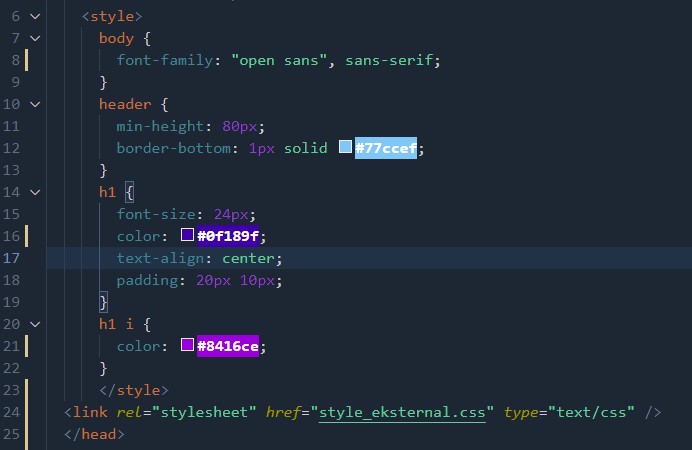 6 <style>
7 body {
8 font-family: "open sans", sans-serif;
9 }
10 header {
11 min-height: 80px;
12 border-bottom: 1px solid #77ccef;
13 }
14 h1 {
15 font-size: 24px;
16 color: #0f189f;
17 text-align: center;
18 padding: 20px 10px;
19 }
20 h1 i {
21 color: #8416ce;
22 }
23 </style>
24 <link rel="stylesheet" href="style_eksternal.css" type="text/css" />
25 </head>